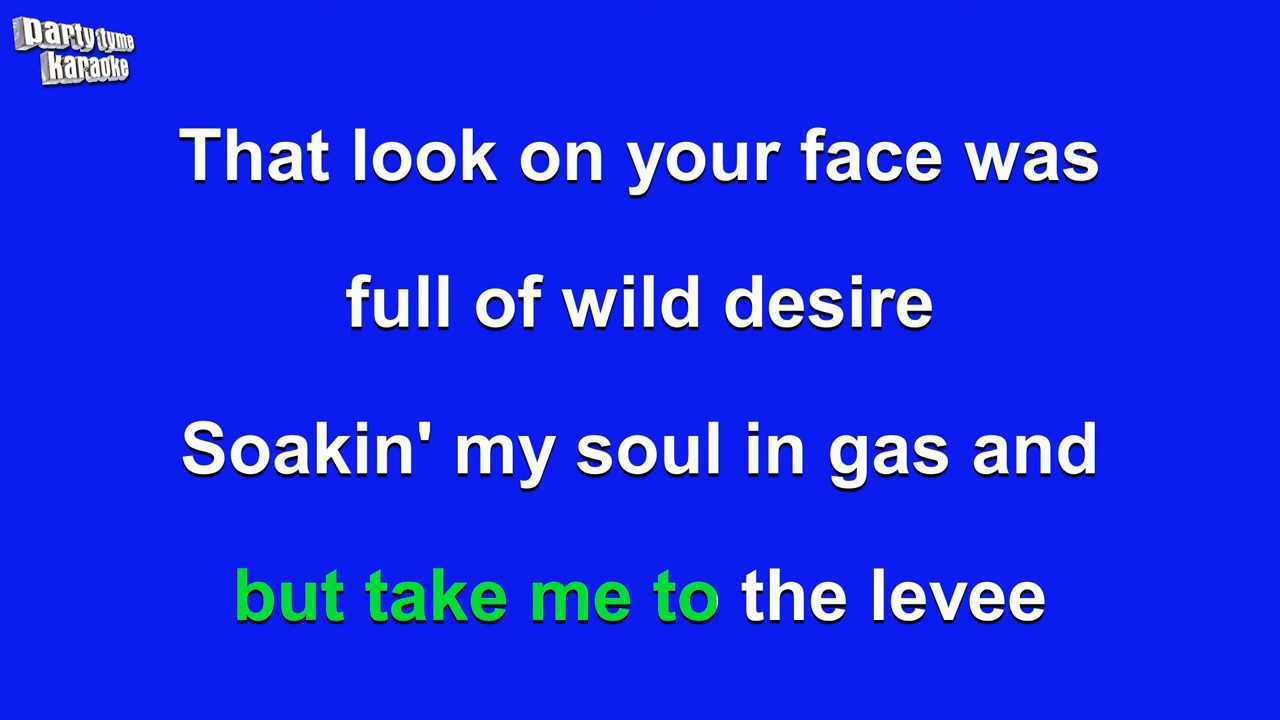 party tyme
karaoke
That look on your face was
full of wild desire
Soakin' my soul in gas and
but take me to the levee